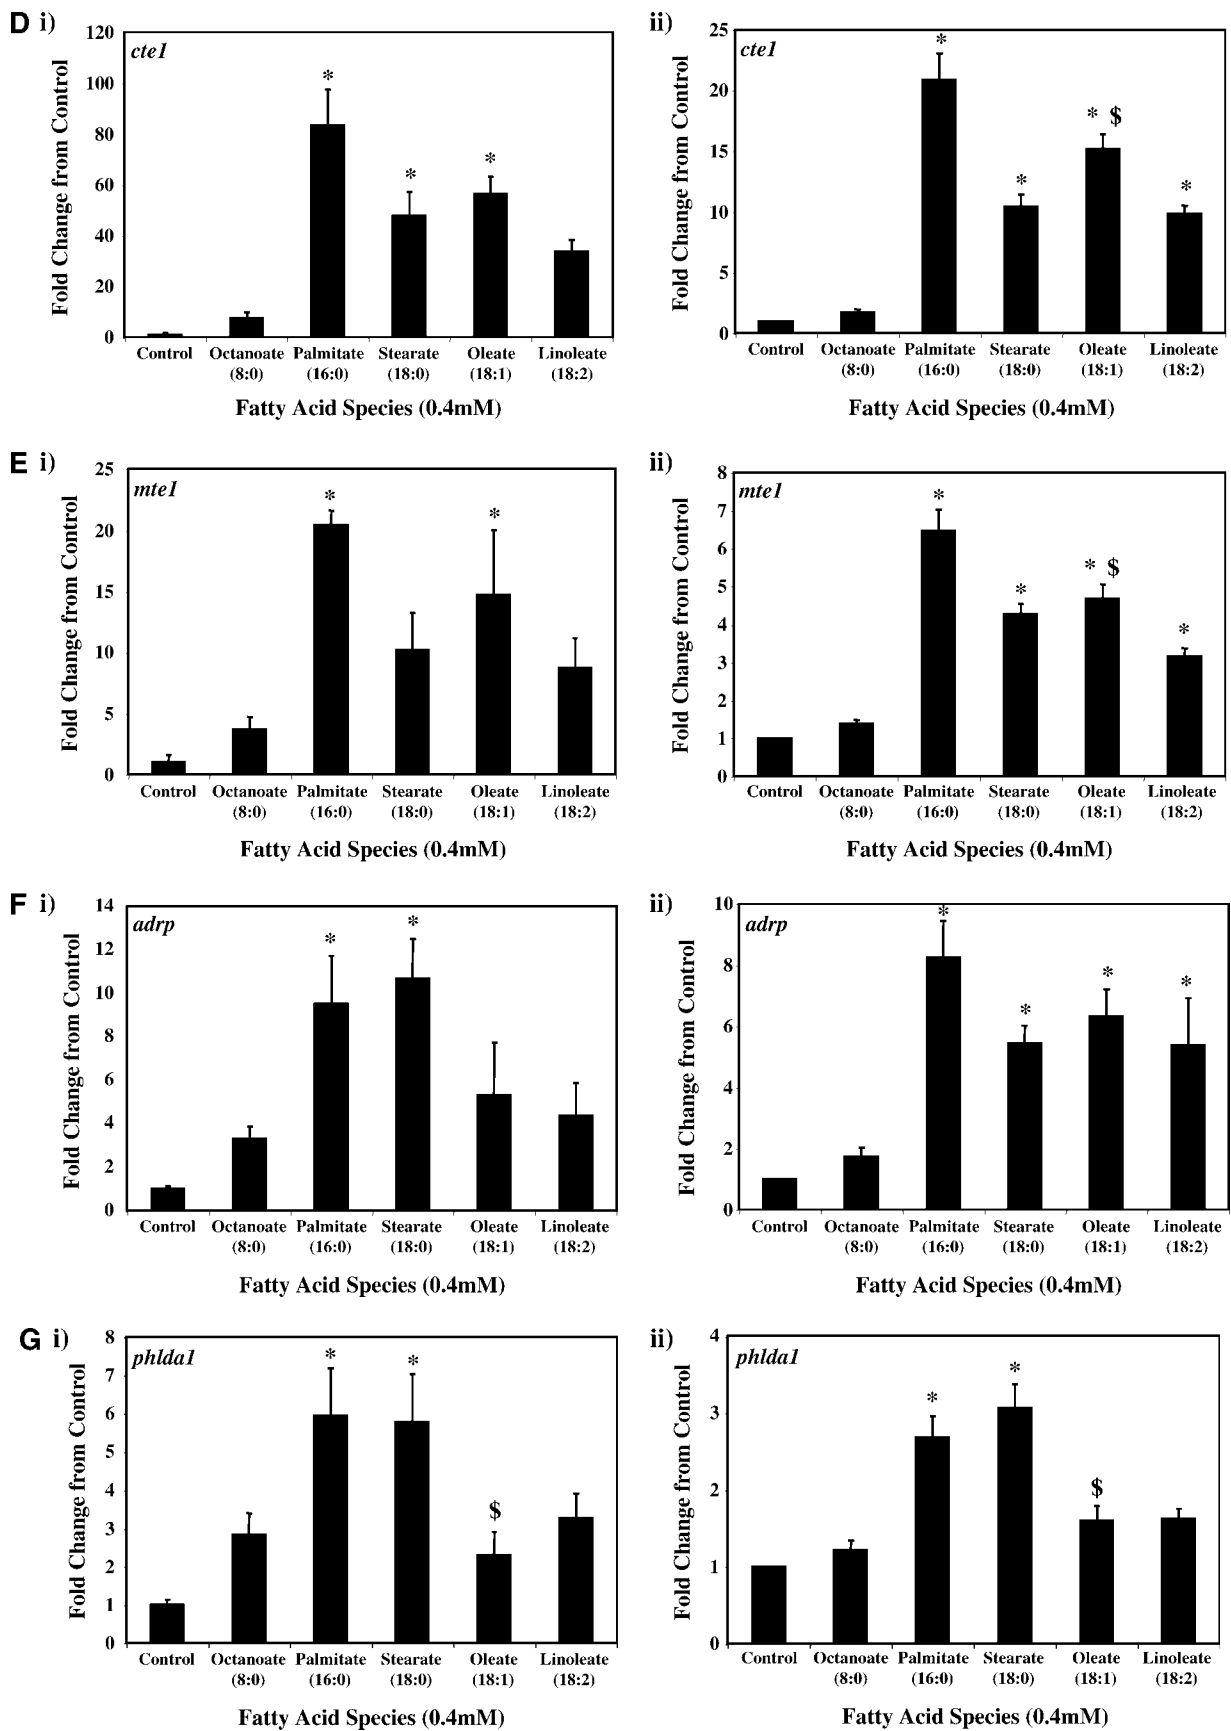 D i)
cte1
Fold Change from Control
120
100
80
60
40
20
0
*
*
*
Control Octanoate Palmitate Stearate Oleate Linoleate
(8:0) (16:0) (18:0) (18:1) (18:2)
Fatty Acid Species (0.4mM)
ii)
cte1
Fold Change from Control
25
20
15
10
5
0
*
*
* $
*
Control Octanoate Palmitate Stearate Oleate Linoleate
(8:0) (16:0) (18:0) (18:1) (18:2)
Fatty Acid Species (0.4mM)
E i)
mte1
Fold Change from Control
25
20
15
10
5
0
*
*
Control Octanoate Palmitate Stearate Oleate Linoleate
(8:0) (16:0) (18:0) (18:1) (18:2)
Fatty Acid Species (0.4mM)
ii)
mte1
Fold Change from Control
8
7
6
5
4
3
2
1
0
*
*
* $
*
Control Octanoate Palmitate Stearate Oleate Linoleate
(8:0) (16:0) (18:0) (18:1) (18:2)
Fatty Acid Species (0.4mM)
F i)
adrp
Fold Change from Control
14
12
10
8
6
4
2
0
*
*
Control Octanoate Palmitate Stearate Oleate Linoleate
(8:0) (16:0) (18:0) (18:1) (18:2)
Fatty Acid Species (0.4mM)
ii)
adrp
Fold Change from Control
10
8
6
4
2
0
*
*
*
*
Control Octanoate Palmitate Stearate Oleate Linoleate
(8:0) (16:0) (18:0) (18:1) (18:2)
Fatty Acid Species (0.4mM)
G i)
phlda1
Fold Change from Control
8
7
6
5
4
3
2
1
0
*
*
$
Control Octanoate Palmitate Stearate Oleate Linoleate
(8:0) (16:0) (18:0) (18:1) (18:2)
Fatty Acid Species (0.4mM)
ii)
phlda1
Fold Change from Control
4
3
2
1
0
*
*
$
Control Octanoate Palmitate Stearate Oleate Linoleate
(8:0) (16:0) (18:0) (18:1) (18:2)
Fatty Acid Species (0.4mM)